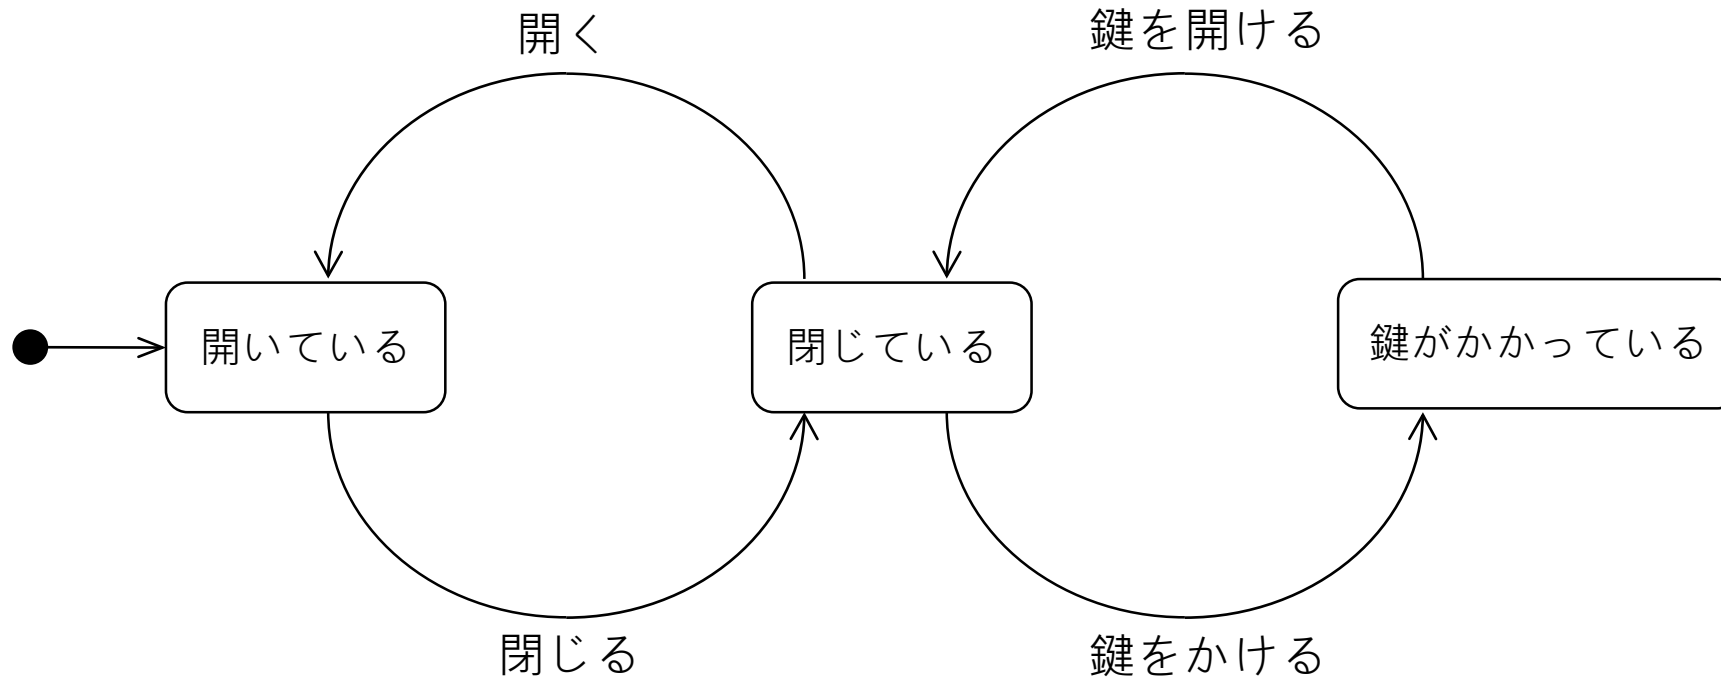 開く
鍵を開ける
開いている
閉じている
鍵がかかっている
閉じる
鍵をかける